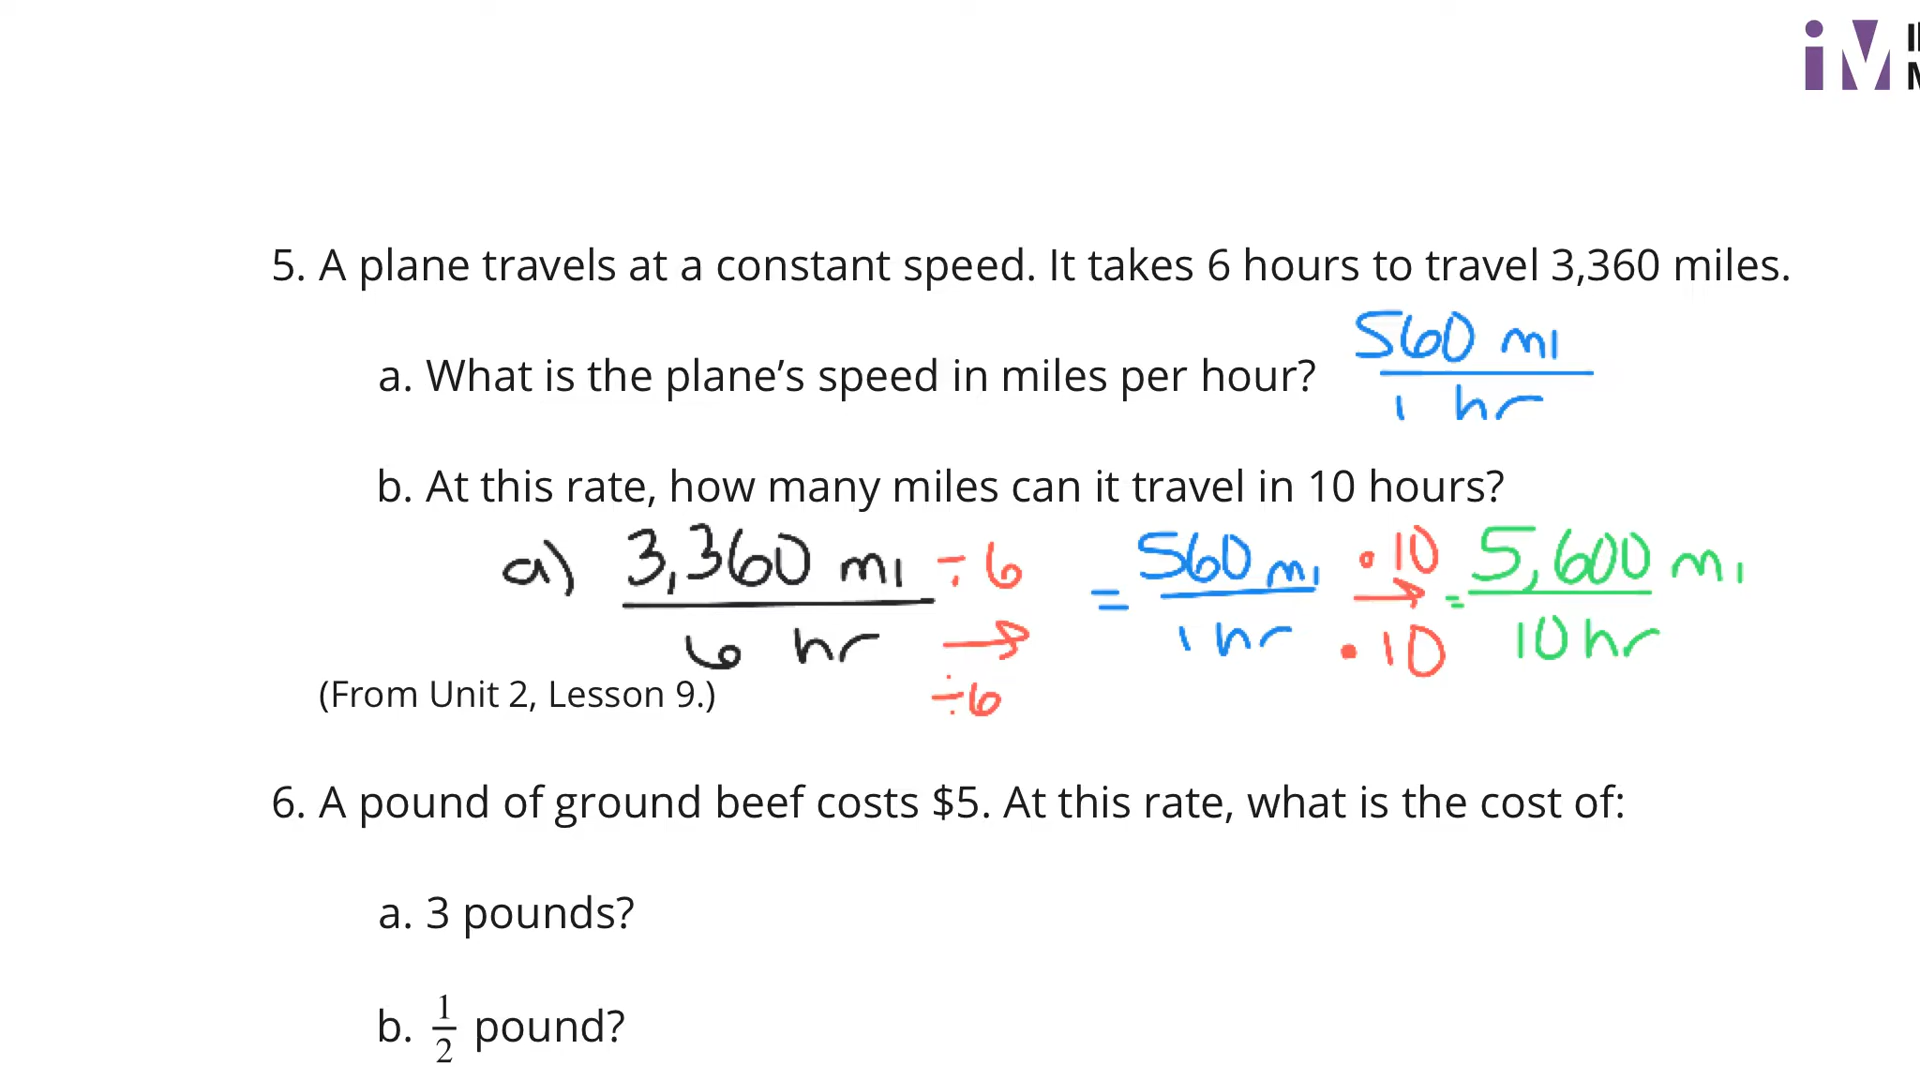 iM
5. A plane travels at a constant speed. It takes 6 hours to travel 3,360 miles.
a. What is the plane’s speed in miles per hour? 560 mi / 1 hr
b. At this rate, how many miles can it travel in 10 hours?
a) 3,360 mi ÷ 6 = 560 mi · 10 = 5,600 mi
6 hr → ÷6 1 hr → · 10 10 hr
(From Unit 2, Lesson 9.)
6. A pound of ground beef costs $5. At this rate, what is the cost of:
a. 3 pounds?
b. 1/2 pound?